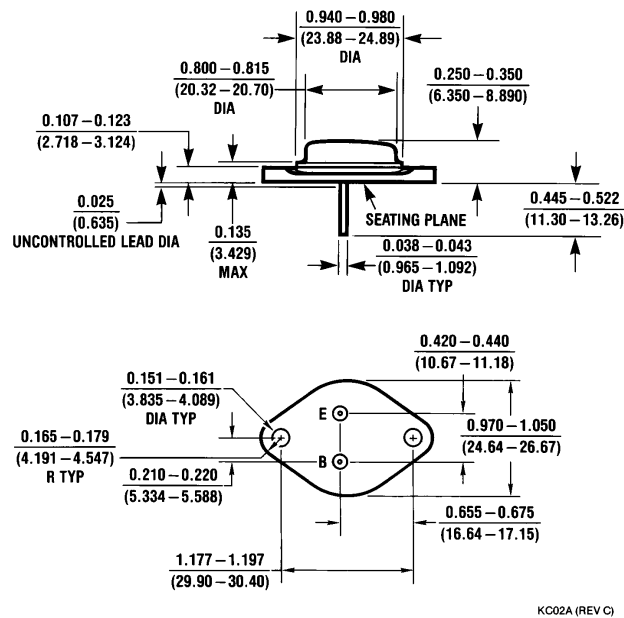 0.940–0.980
(23.88–24.89)
DIA
0.800–0.815
(20.32–20.70)
DIA
0.250–0.350
(6.350–8.890)
0.107–0.123
(2.718–3.124)
0.025
(0.635)
UNCONTROLLED LEAD DIA
0.135
(3.429)
MAX
SEATING PLANE
0.445–0.522
(11.30–13.26)
0.038–0.043
(0.965–1.092)
DIA TYP
0.420–0.440
(10.67–11.18)
0.151–0.161
(3.835–4.089)
DIA TYP
E
0.970–1.050
(24.64–26.67)
0.165–0.179
(4.191–4.547)
R TYP
B
0.210–0.220
(5.334–5.588)
0.655–0.675
(16.64–17.15)
1.177–1.197
(29.90–30.40)
KC02A (REV C)